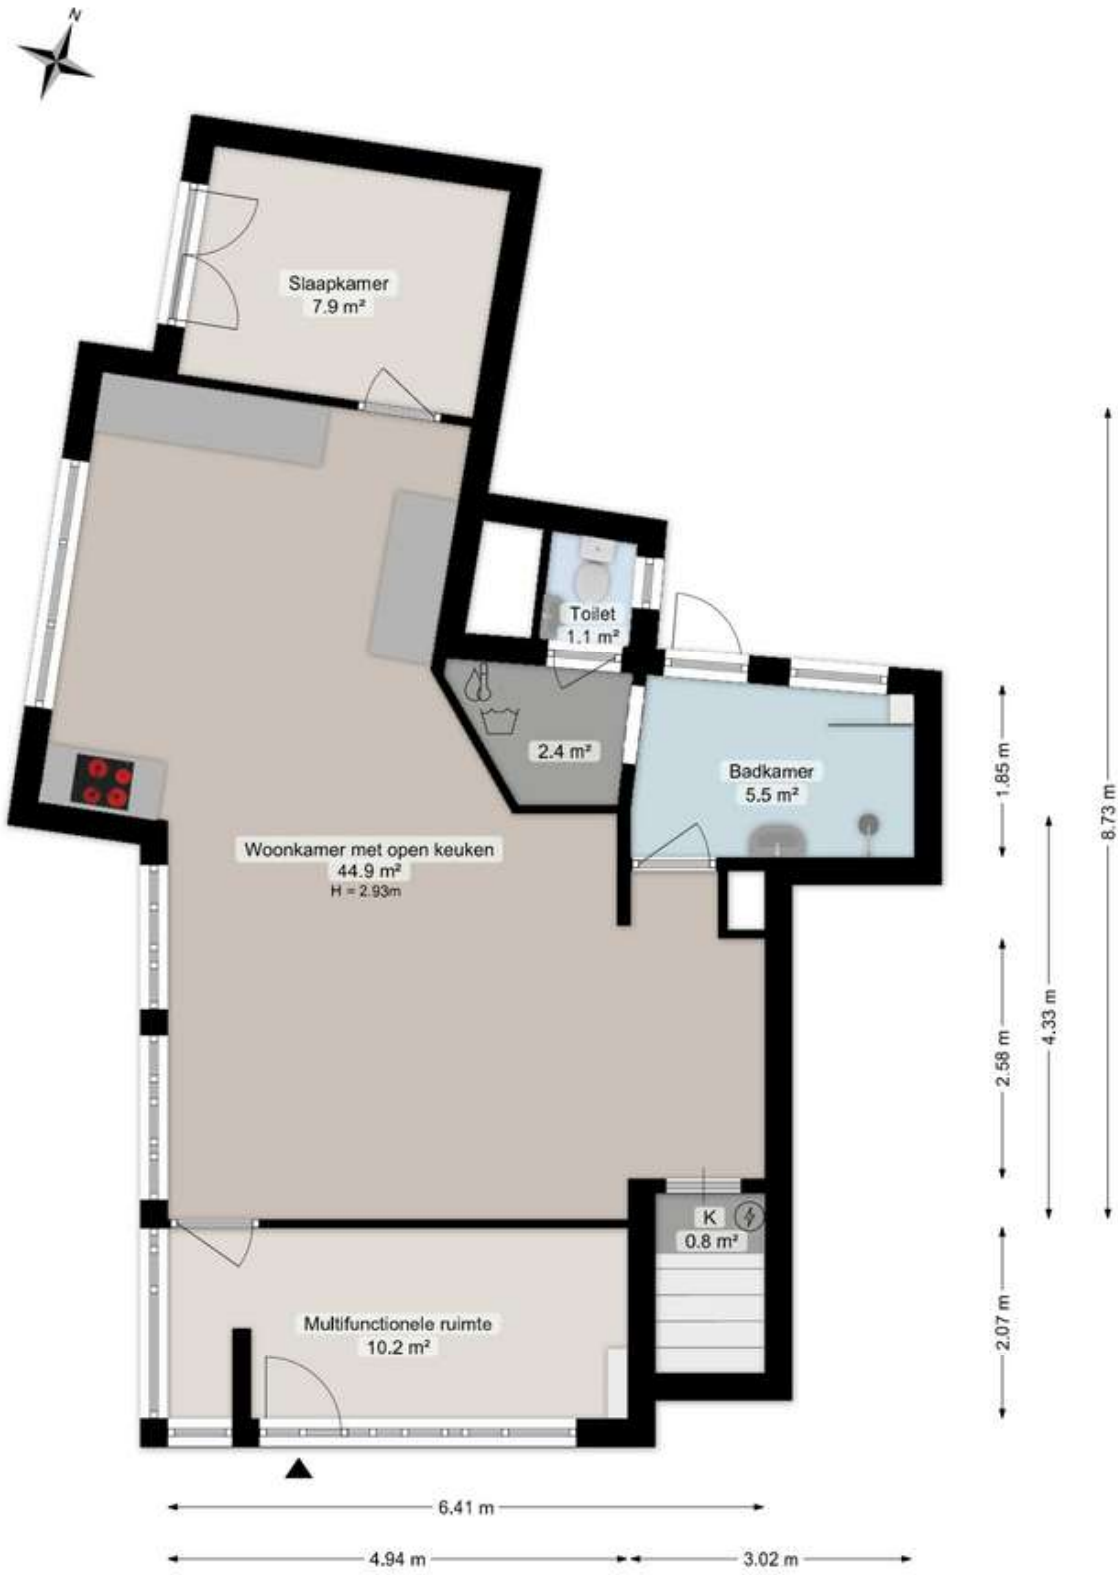 N
Slaapkamer
7.9 m²
Toilet
1.1 m²
2.4 m²
Badkamer
5.5 m²
1.85 m
8.73 m
Woonkamer met open keuken
44.9 m²
H = 2.93m
4.33 m
2.58 m
K
0.8 m²
Multifunctionele ruimte
10.2 m²
2.07 m
6.41 m
4.94 m
3.02 m